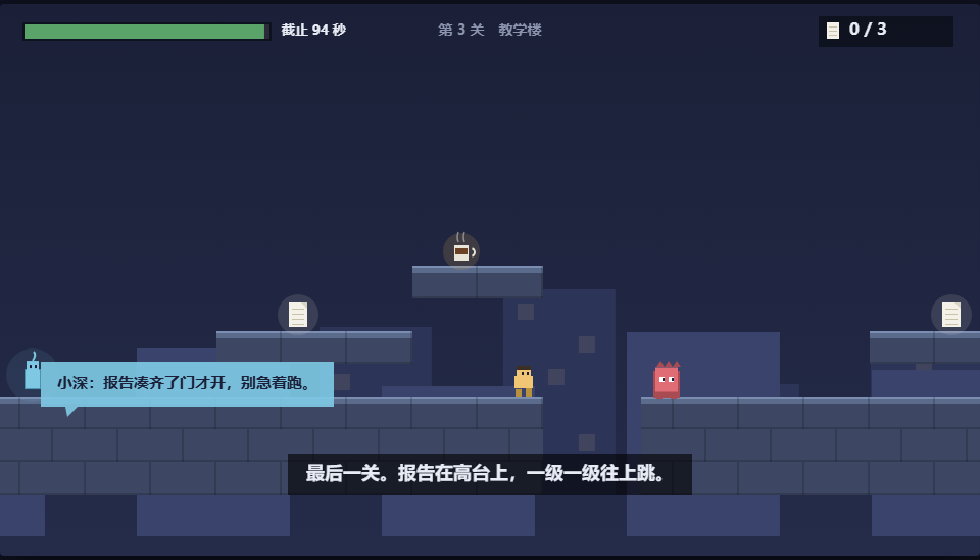 截止 94 秒
第 3 关 教学楼
0 / 3
小深：报告凑齐了门才开，别急着跑。
最后一关。报告在高台上，一级一级往上跳。